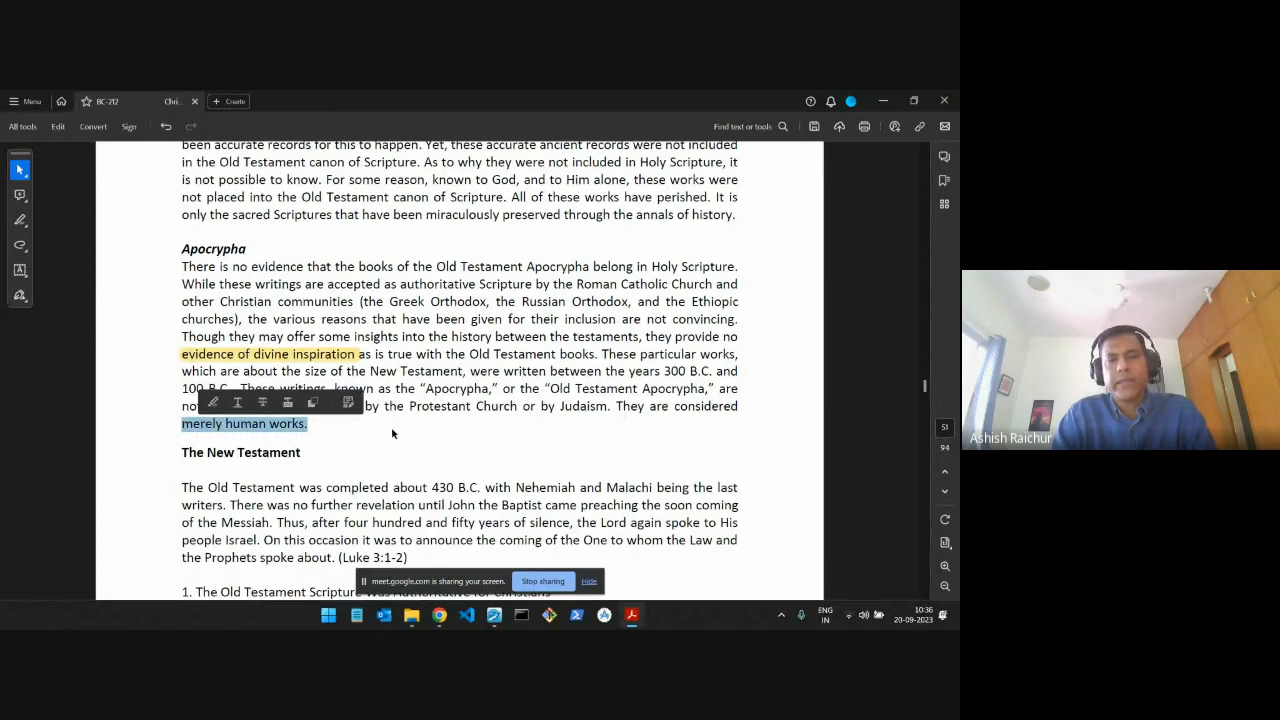 Menu
BC-212
Chri...
Create
All tools
Edit
Convert
Sign
Find text or tools
been accurate records for this to happen. Yet, these accurate ancient records were not included
in the Old Testament canon of Scripture. As to why they were not included in Holy Scripture, it
is not possible to know. For some reason, known to God, and to Him alone, these works were
not placed into the Old Testament canon of Scripture. All of these works have perished. It is
only the sacred Scriptures that have been miraculously preserved through the annals of history.
Apocrypha
There is no evidence that the books of the Old Testament Apocrypha belong in Holy Scripture.
While these writings are accepted as authoritative Scripture by the Roman Catholic Church and
other Christian communities (the Greek Orthodox, the Russian Orthodox, and the Ethiopic
churches), the various reasons that have been given for their inclusion are not convincing.
Though they may offer some insights into the history between the testaments, they provide no
evidence of divine inspiration as is true with the Old Testament books. These particular works,
which are about the size of the New Testament, were written between the years 300 B.C. and
100 B.C. These writings, known as the “Apocrypha,” or the “Old Testament Apocrypha,” are
by the Protestant Church or by Judaism. They are considered
merely human works.
The New Testament
The Old Testament was completed about 430 B.C. with Nehemiah and Malachi being the last
writers. There was no further revelation until John the Baptist came preaching the soon coming
of the Messiah. Thus, after four hundred and fifty years of silence, the Lord again spoke to His
people Israel. On this occasion it was to announce the coming of the One to whom the Law and
the Prophets spoke about. (Luke 3:1-2)
1. The Old Testament Scripture Was Authoritative for Christians
meet.google.com is sharing your screen.
Stop sharing
Hide
51
94
ENG
IN
10:36
20-09-2023
Ashish Raichur